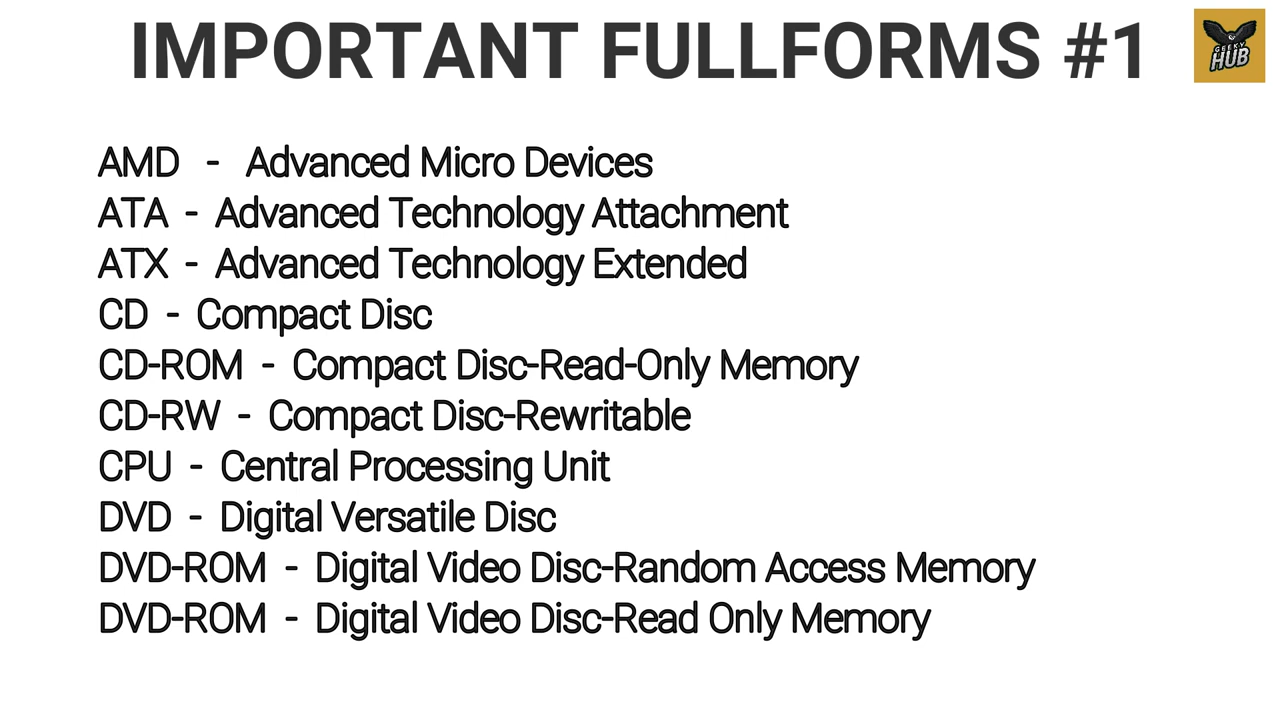 IMPORTANT FULLFORMS #1
GEEKY
HUB
AMD - Advanced Micro Devices
ATA - Advanced Technology Attachment
ATX - Advanced Technology Extended
CD - Compact Disc
CD-ROM - Compact Disc-Read-Only Memory
CD-RW - Compact Disc-Rewritable
CPU - Central Processing Unit
DVD - Digital Versatile Disc
DVD-ROM - Digital Video Disc-Random Access Memory
DVD-ROM - Digital Video Disc-Read Only Memory